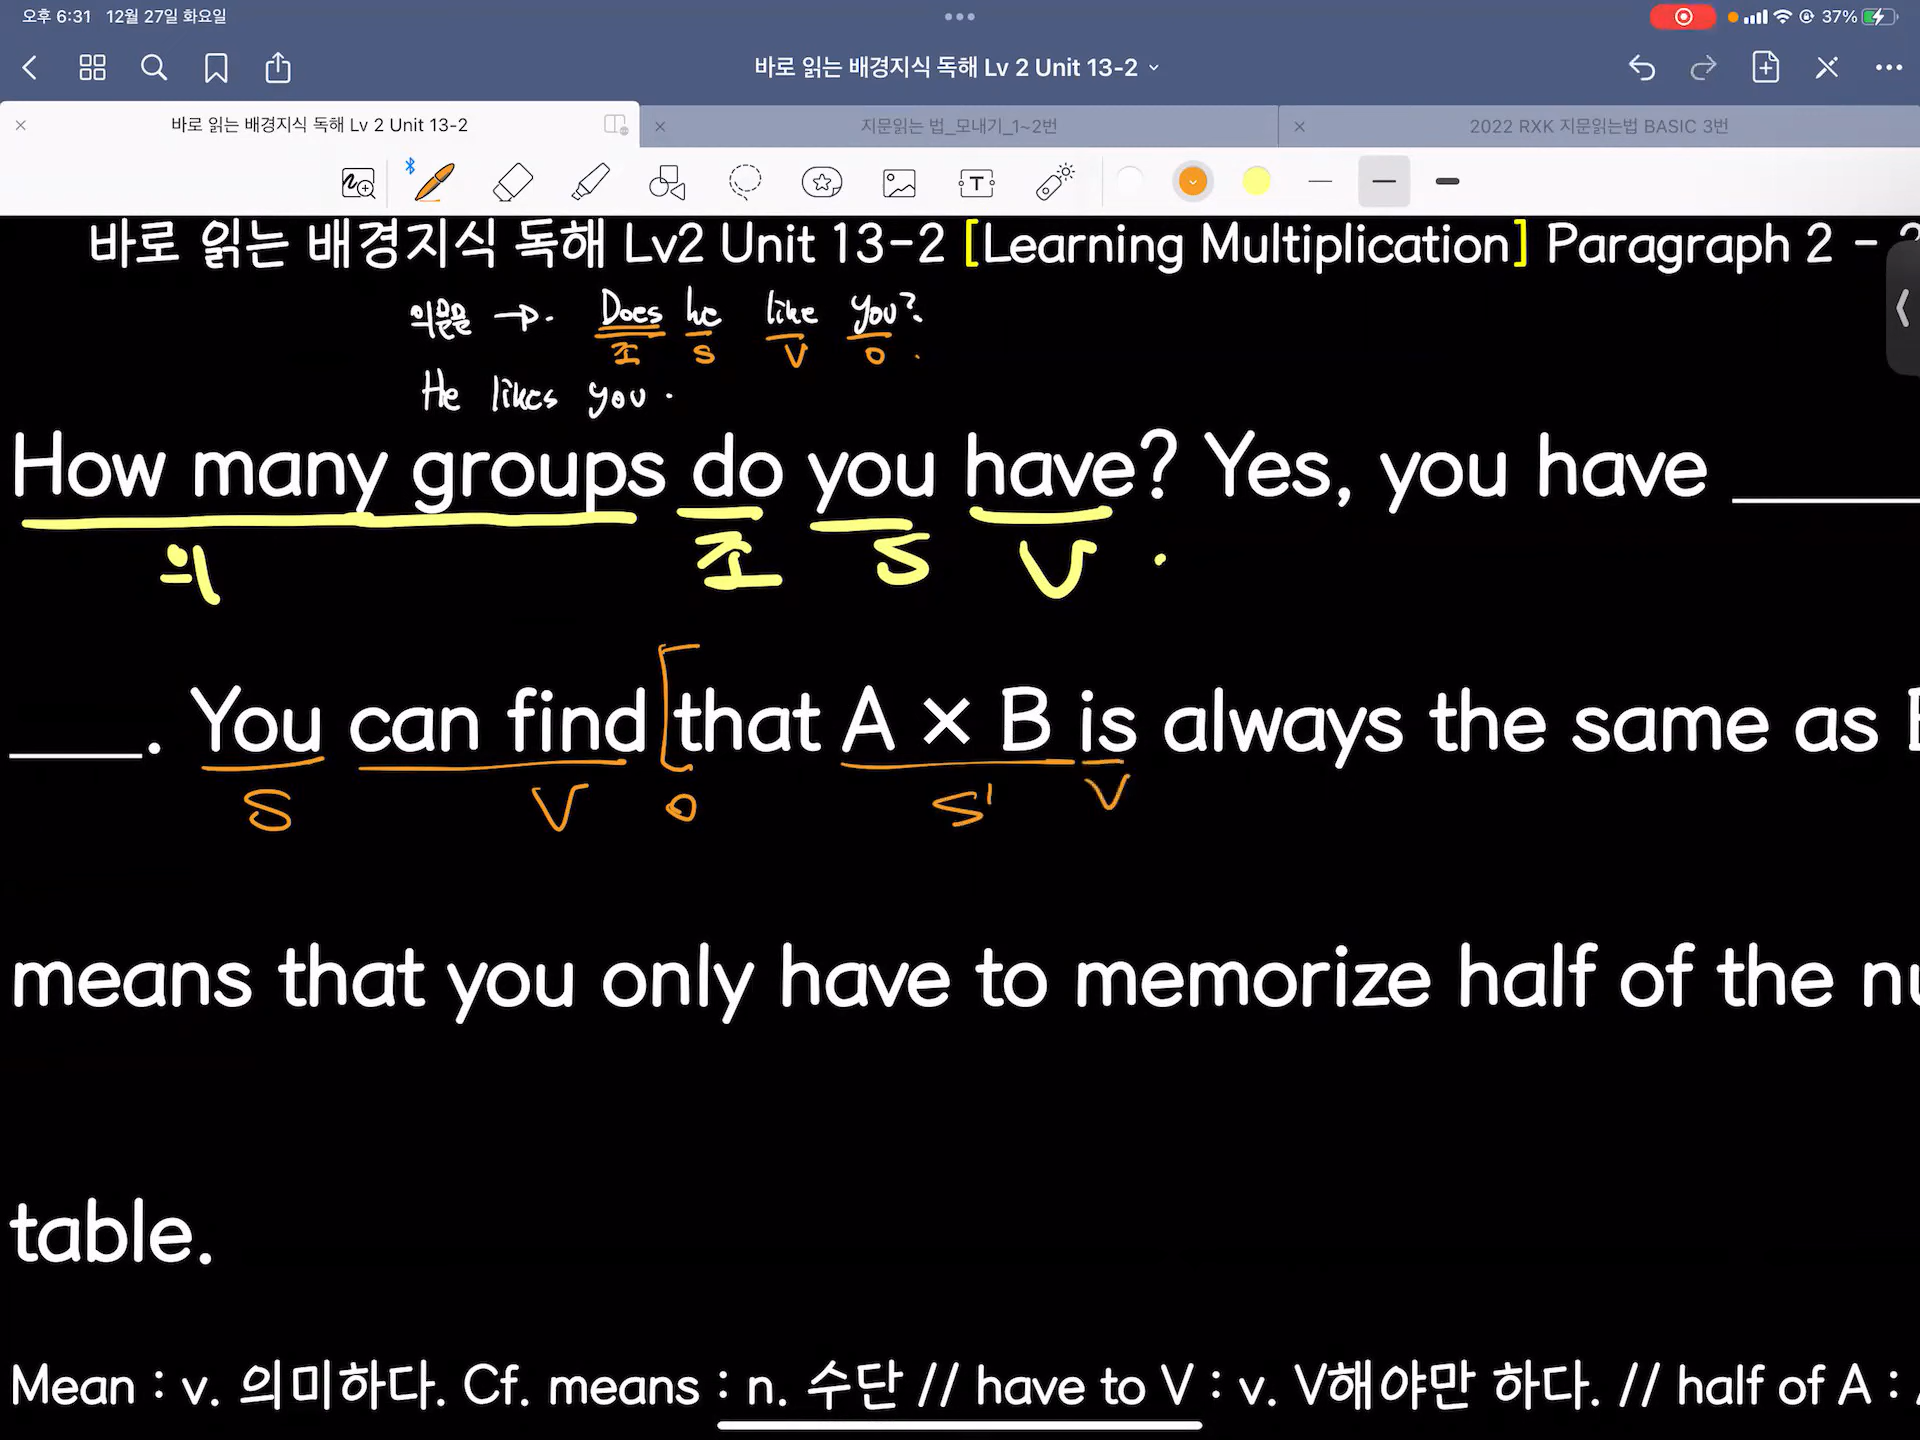 오후 6:31 12월 27일 화요일
37%
바로 읽는 배경지식 독해 Lv 2 Unit 13-2
바로 읽는 배경지식 독해 Lv 2 Unit 13-2
지문읽는 법_모내기_1~2번
2022 RXK 지문읽는법 BASIC 3번
바로 읽는 배경지식 독해 Lv2 Unit 13-2 [Learning Multiplication] Paragraph 2 -
의문문 → Does he like you?
조 S V O
He likes you.
How many groups do you have? Yes, you have ______
의 조 S V
____. You can find [that A × B is always the same as
S V O S' V
means that you only have to memorize half of the
table.
Mean : v. 의미하다. Cf. means : n. 수단 // have to V : v. V해야만 하다. // half of A :